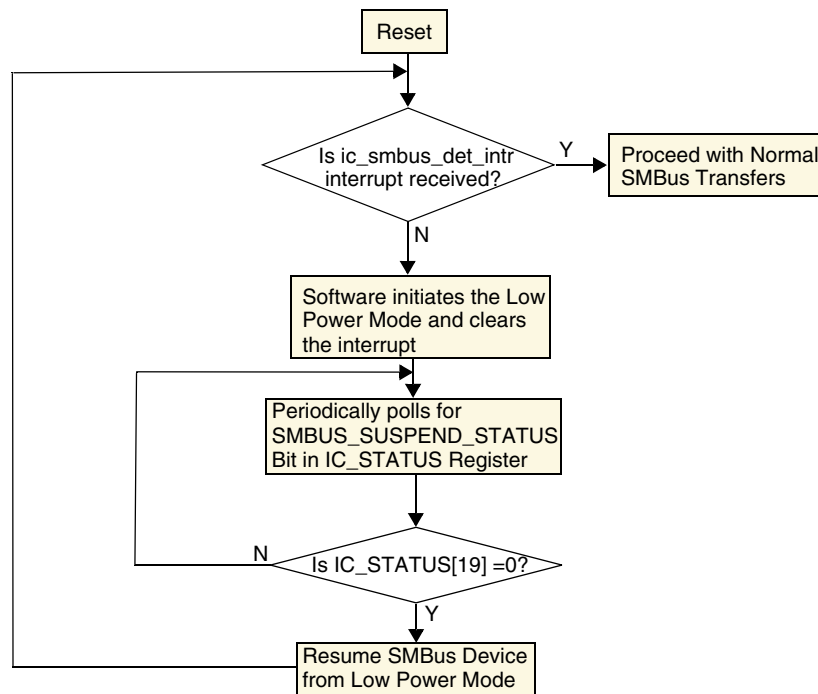 Reset
Is ic_smbus_det_intr
interrupt received?
Y
Proceed with Normal
SMBus Transfers
N
Software initiates the Low
Power Mode and clears
the interrupt
Periodically polls for
SMBUS_SUSPEND_STATUS
Bit in IC_STATUS Register
N
Is IC_STATUS[19] =0?
Y
Resume SMBus Device
from Low Power Mode